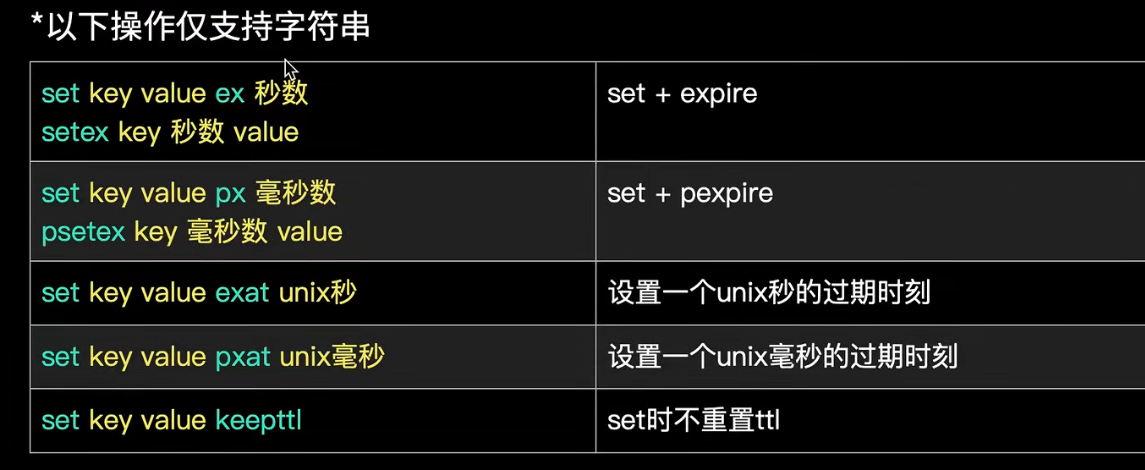 *以下操作仅支持字符串
set key value ex 秒数
setex key 秒数 value
set + expire
set key value px 毫秒数
psetex key 毫秒数 value
set + pexpire
set key value exat unix秒
设置一个unix秒的过期时刻
set key value pxat unix毫秒
设置一个unix毫秒的过期时刻
set key value keepttl
set时不重置ttl